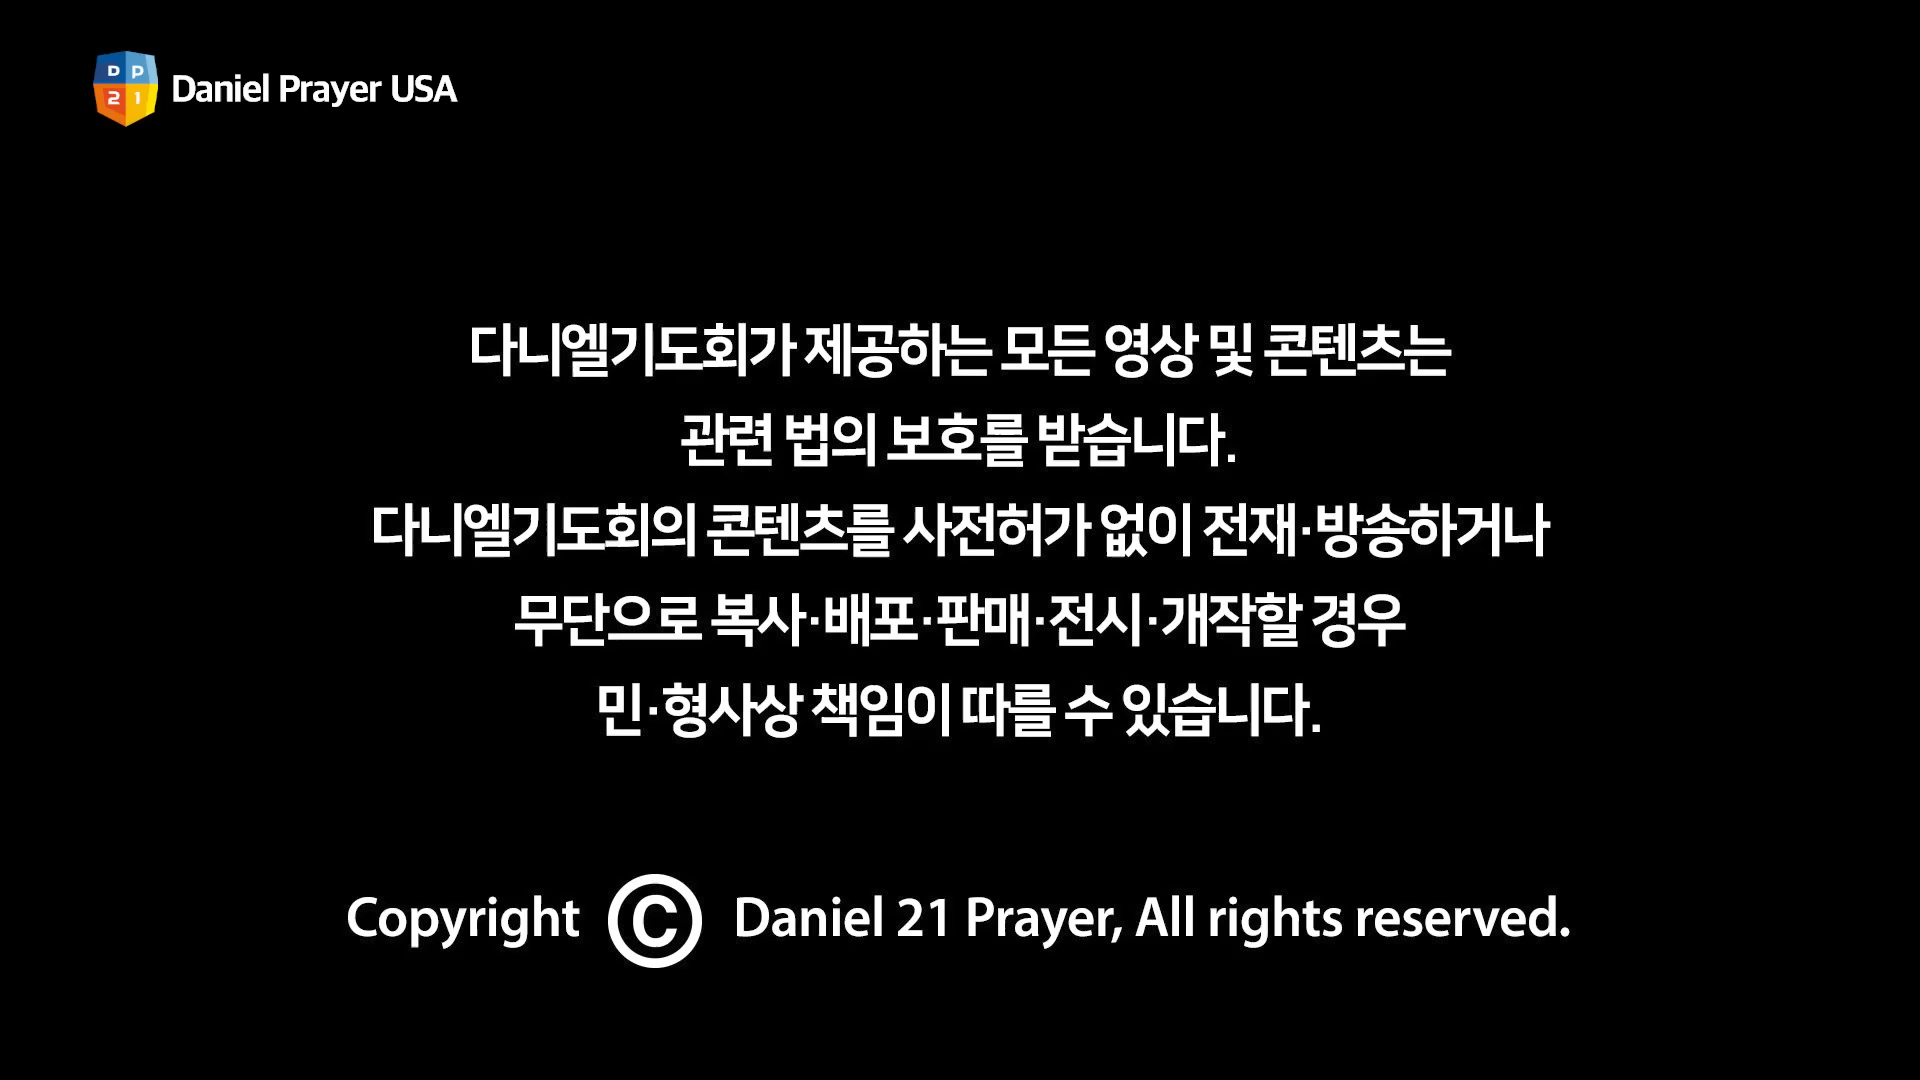 DP
21
Daniel Prayer USA
다니엘기도회가 제공하는 모든 영상 및 콘텐츠는
관련 법의 보호를 받습니다.
다니엘기도회의 콘텐츠를 사전허가 없이 전재·방송하거나
무단으로 복사·배포·판매·전시·개작할 경우
민·형사상 책임이 따를 수 있습니다.
Copyright © Daniel 21 Prayer, All rights reserved.